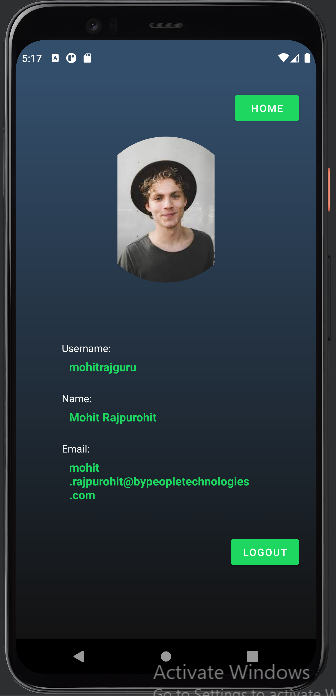 5:17
HOME
Username:
mohitrajguru
Name:
Mohit Rajpurohit
Email:
mohit
.rajpurohit@bypeopletechnologies
.com
LOGOUT
Activate Windows
Go to Settings to activate W